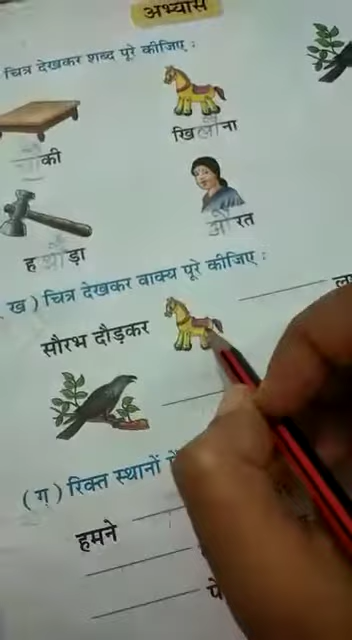 अभ्यास
चित्र देखकर शब्द पूरे कीजिए :
चौकी
खिलौना
हथौड़ा
औरत
ख ) चित्र देखकर वाक्य पूरे कीजिए :
सौरभ दौड़कर
( ग ) रिक्त स्थानों में
हमने